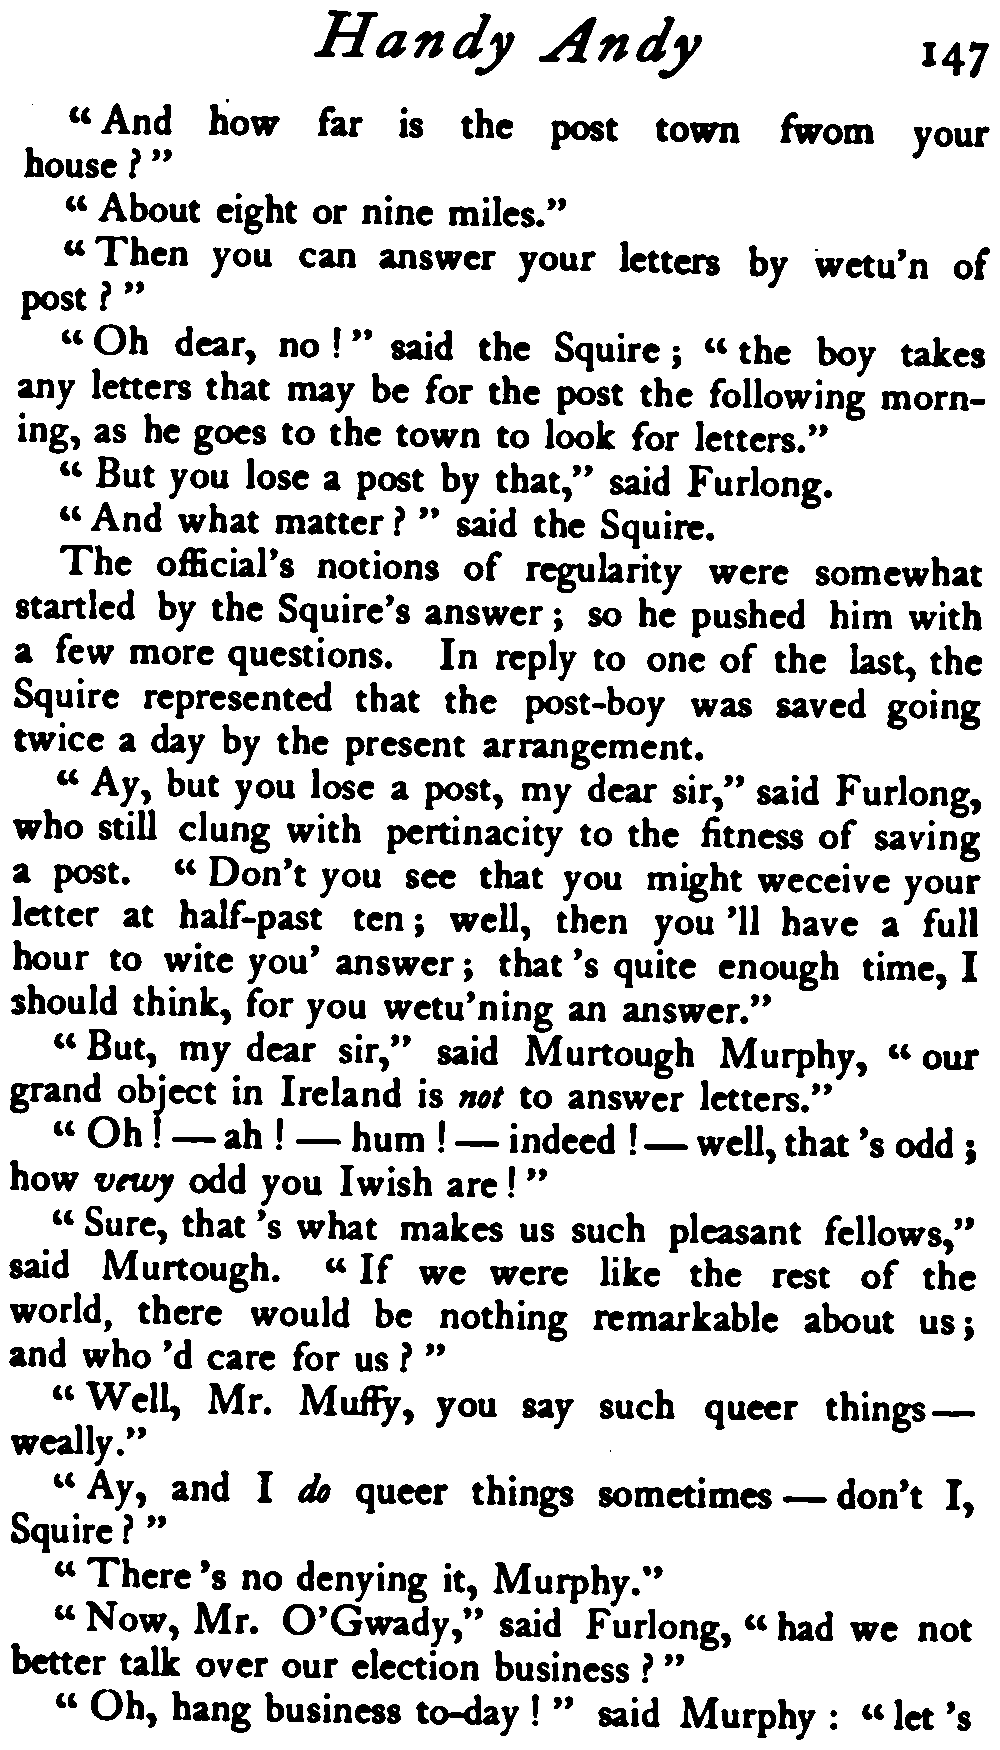 Handy Andy 147
“ And how far is the post town fwom your
house ? ”
“ About eight or nine miles.”
“ Then you can answer your letters by wetu’n of
post ? ”
“ Oh dear, no ! ” said the Squire ; “ the boy takes
any letters that may be for the post the following morn-
ing, as he goes to the town to look for letters.”
“ But you lose a post by that,” said Furlong.
“ And what matter ? ” said the Squire.
The official’s notions of regularity were somewhat
startled by the Squire’s answer ; so he pushed him with
a few more questions. In reply to one of the last, the
Squire represented that the post-boy was saved going
twice a day by the present arrangement.
“ Ay, but you lose a post, my dear sir,” said Furlong,
who still clung with pertinacity to the fitness of saving
a post. “ Don’t you see that you might weceive your
letter at half-past ten ; well, then you ’ll have a full
hour to wite you’ answer ; that ’s quite enough time, I
should think, for you wetu’ning an answer.”
“ But, my dear sir,” said Murtough Murphy, “ our
grand object in Ireland is not to answer letters.”
“ Oh ! — ah ! — hum ! — indeed ! — well, that ’s odd ;
how vewy odd you Iwish are ! ”
“ Sure, that ’s what makes us such pleasant fellows,”
said Murtough. “ If we were like the rest of the
world, there would be nothing remarkable about us ;
and who ’d care for us ? ”
“ Well, Mr. Muffy, you say such queer things —
weally.”
“ Ay, and I do queer things sometimes — don’t I,
Squire ? ”
“ There ’s no denying it, Murphy.”
“ Now, Mr. O’Gwady,” said Furlong, “ had we not
better talk over our election business ? ”
“ Oh, hang business to-day ! ” said Murphy : “ let ’s